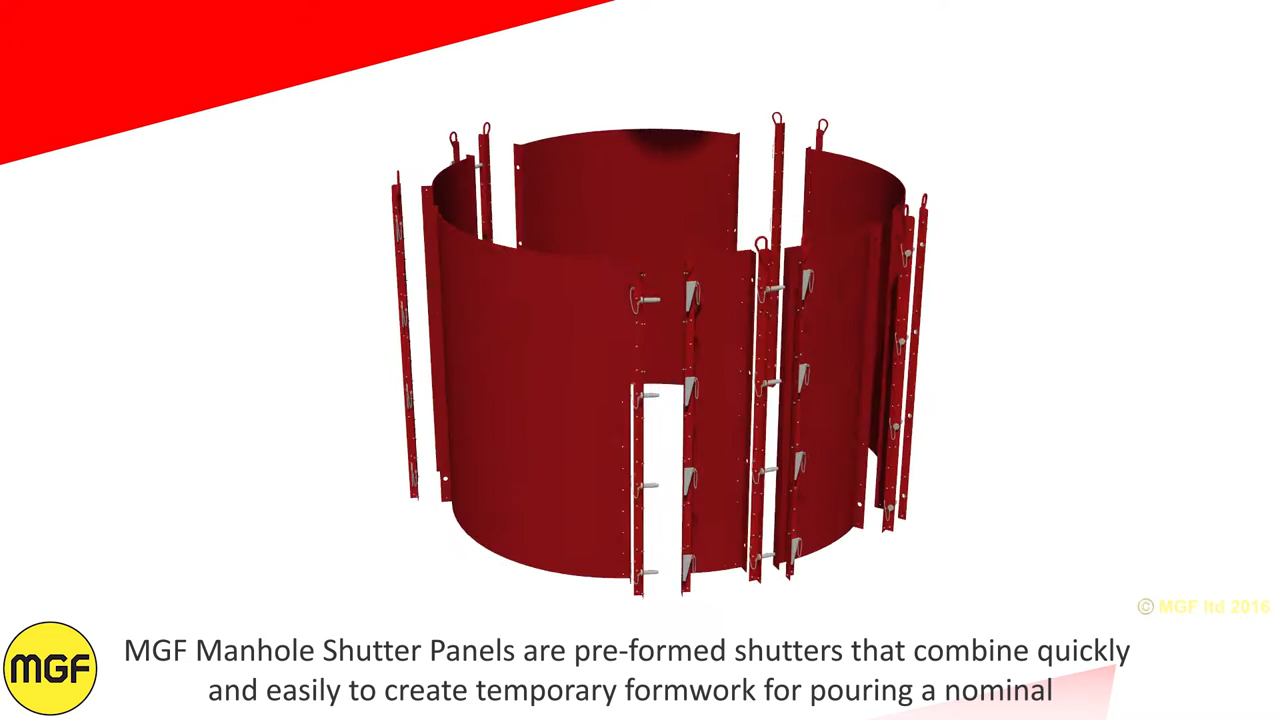 © MGF ltd 2016
MGF
MGF Manhole Shutter Panels are pre-formed shutters that combine quickly
and easily to create temporary formwork for pouring a nominal